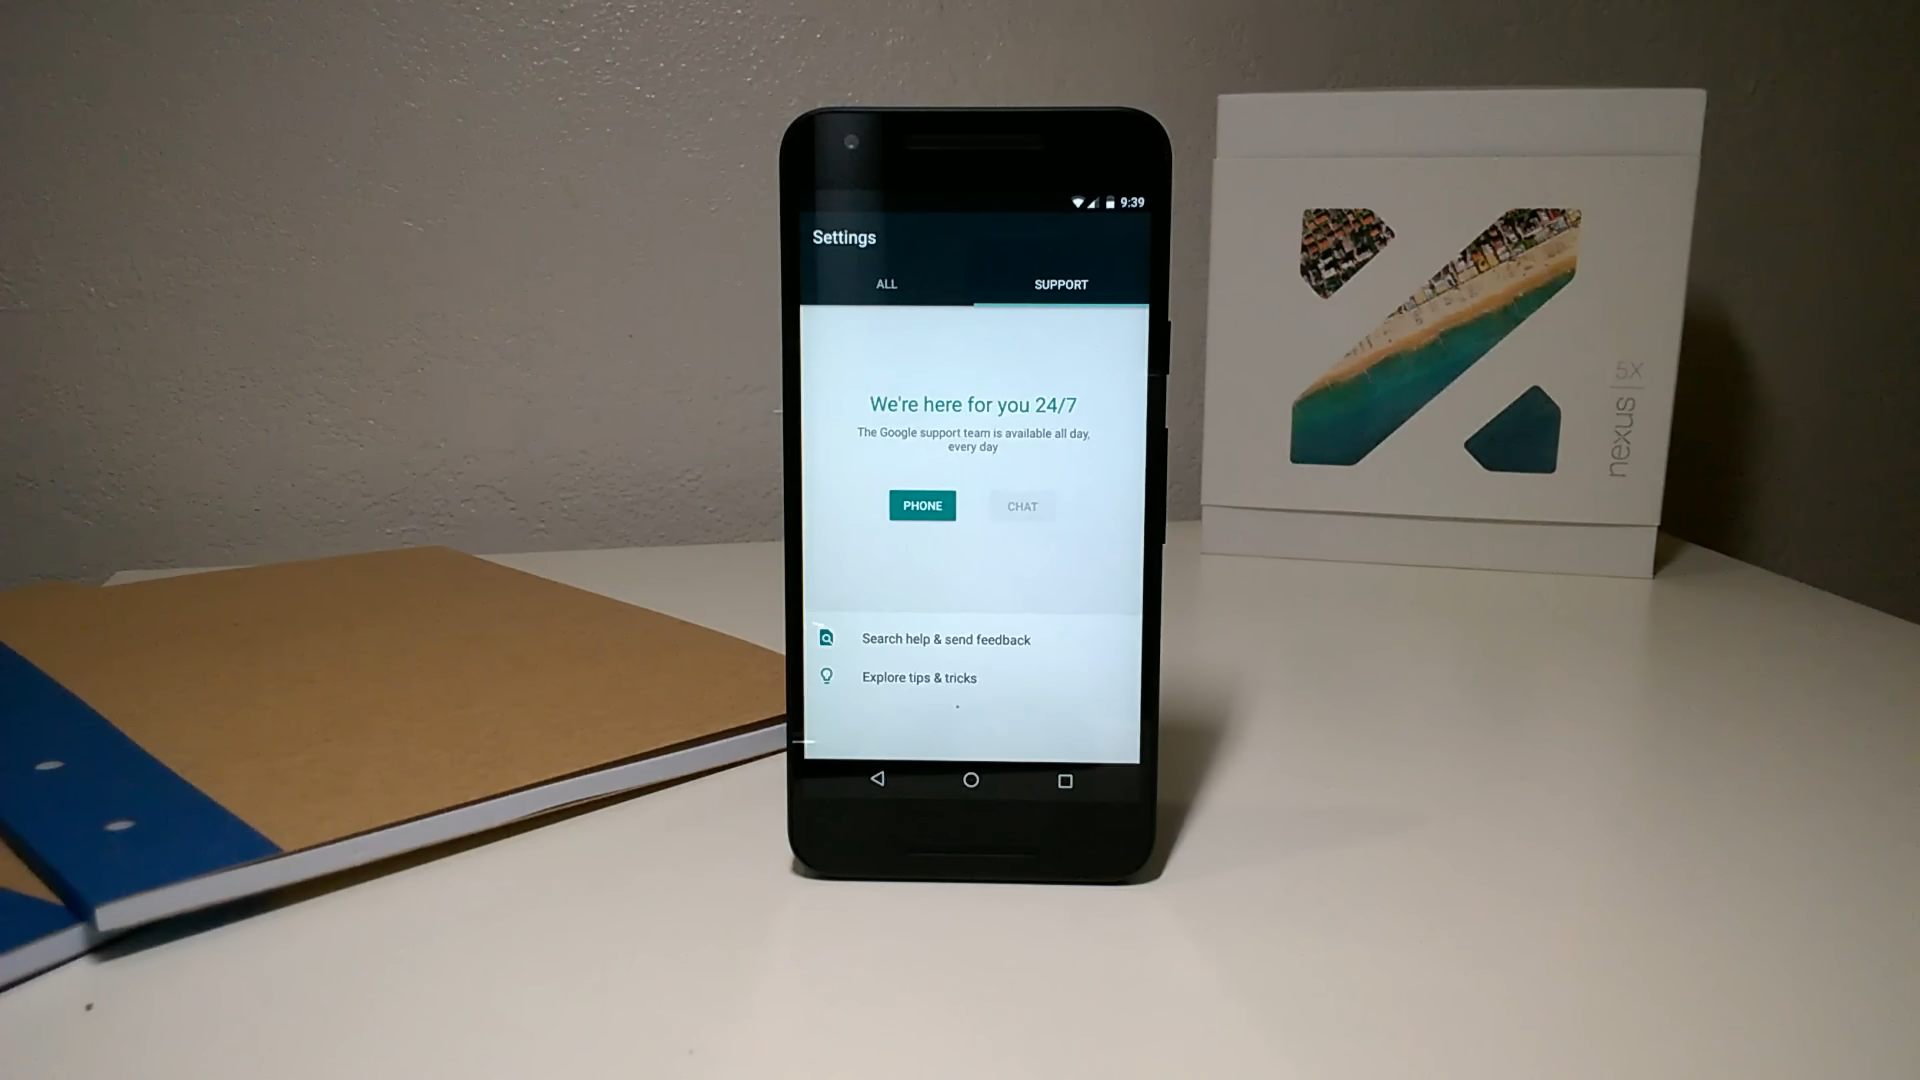 9:39
Settings
ALL
SUPPORT
We're here for you 24/7
The Google support team is available all day,
every day
PHONE
CHAT
Search help & send feedback
Explore tips & tricks
nexus | 5X